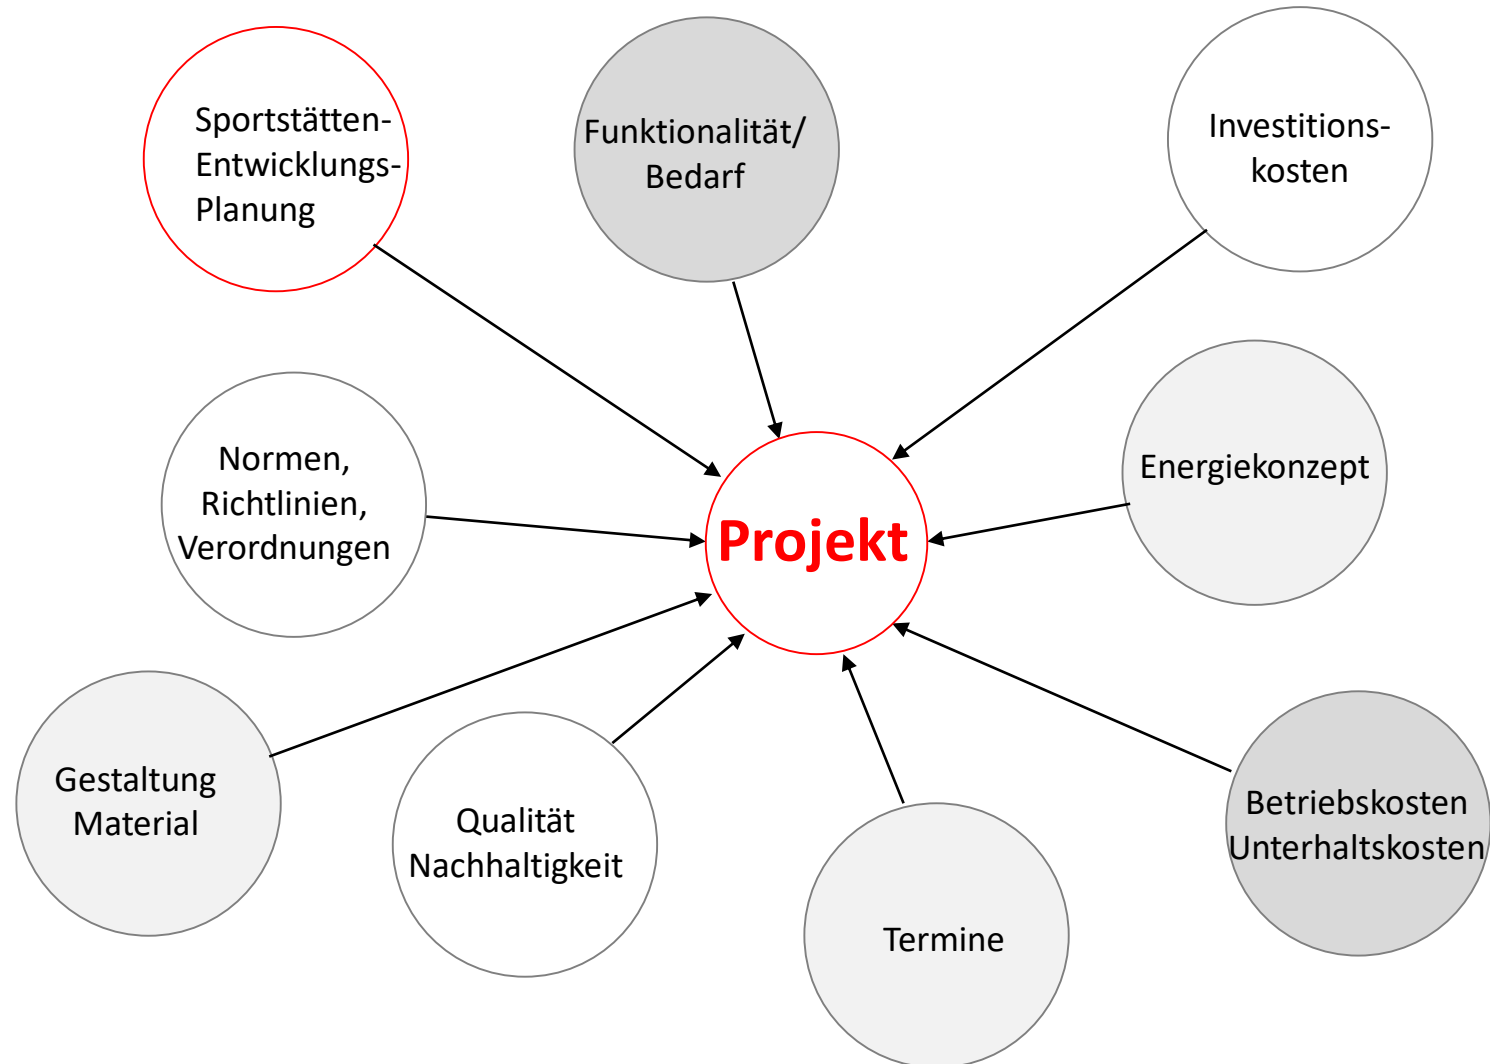 Sportstätten-
Entwicklungs-
Planung
Funktionalität/
Bedarf
Investitions-
kosten
Normen,
Richtlinien,
Verordnungen
Energiekonzept
Projekt
Gestaltung
Material
Qualität
Nachhaltigkeit
Termine
Betriebskosten
Unterhaltskosten